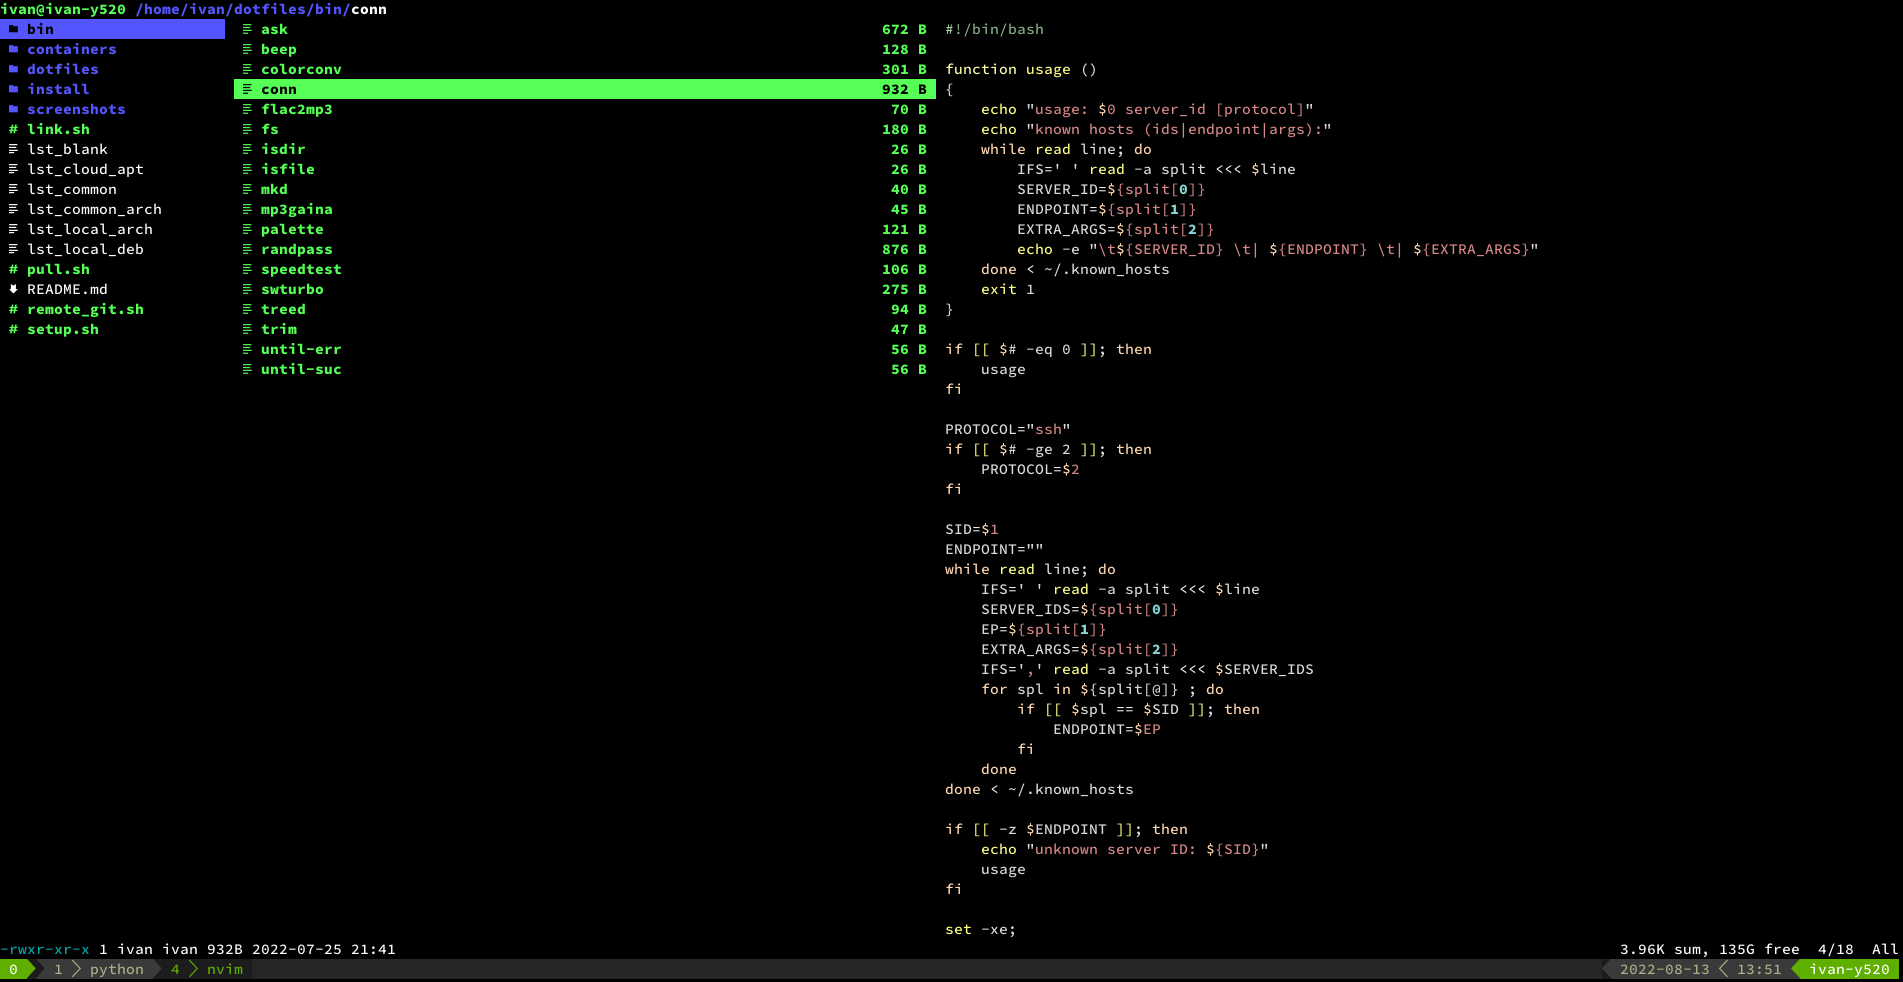 ivan@ivan-y520 /home/ivan/dotfiles/bin/conn
bin
containers
dotfiles
install
screenshots
# link.sh
lst_blank
lst_cloud_apt
lst_common
lst_common_arch
lst_local_arch
lst_local_deb
# pull.sh
README.md
# remote_git.sh
# setup.sh
ask 672 B
beep 128 B
colorconv 301 B
conn 932 B
flac2mp3 70 B
fs 180 B
isdir 26 B
isfile 26 B
mkd 40 B
mp3gaina 45 B
palette 121 B
randpass 876 B
speedtest 106 B
swturbo 275 B
treed 94 B
trim 47 B
until-err 56 B
until-suc 56 B
#!/bin/bash
function usage ()
{
    echo "usage: $0 server_id [protocol]"
    echo "known hosts (ids|endpoint|args):"
    while read line; do
        IFS=' ' read -a split <<< $line
        SERVER_ID=${split[0]}
        ENDPOINT=${split[1]}
        EXTRA_ARGS=${split[2]}
        echo -e "\t${SERVER_ID} \t| ${ENDPOINT} \t| ${EXTRA_ARGS}"
    done < ~/.known_hosts
    exit 1
}
if [[ $# -eq 0 ]]; then
    usage
fi
PROTOCOL="ssh"
if [[ $# -ge 2 ]]; then
    PROTOCOL=$2
fi
SID=$1
ENDPOINT=""
while read line; do
    IFS=' ' read -a split <<< $line
    SERVER_IDS=${split[0]}
    EP=${split[1]}
    EXTRA_ARGS=${split[2]}
    IFS=',' read -a split <<< $SERVER_IDS
    for spl in ${split[@]} ; do
        if [[ $spl == $SID ]]; then
            ENDPOINT=$EP
        fi
    done
done < ~/.known_hosts
if [[ -z $ENDPOINT ]]; then
    echo "unknown server ID: ${SID}"
    usage
fi
set -xe;
-rwxr-xr-x 1 ivan ivan 932B 2022-07-25 21:41 3.96K sum, 135G free 4/18 All
0 1 python 4 nvim 2022-08-13 13:51 ivan-y520